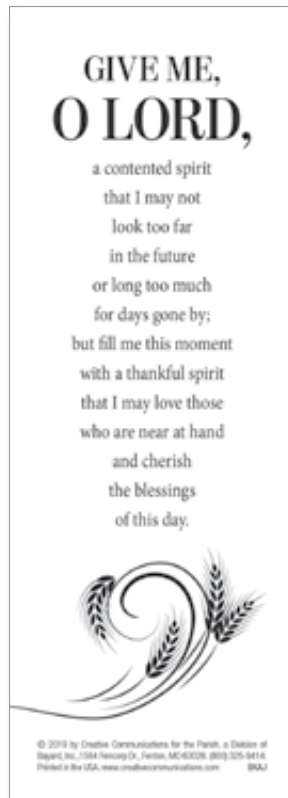 GIVE ME,
O LORD,
a contented spirit
that I may not
look too far
in the future
or long too much
for days gone by;
but fill me this moment
with a thankful spirit
that I may love those
who are near at hand
and cherish
the blessings
of this day.
© 2019 by Creative Communications for the Parish, a Division of
Bayard, Inc., 1564 Fencorp Dr., Fenton, MO 63026. (800) 325-9414.
Printed in the USA. www.creativecommunications.com